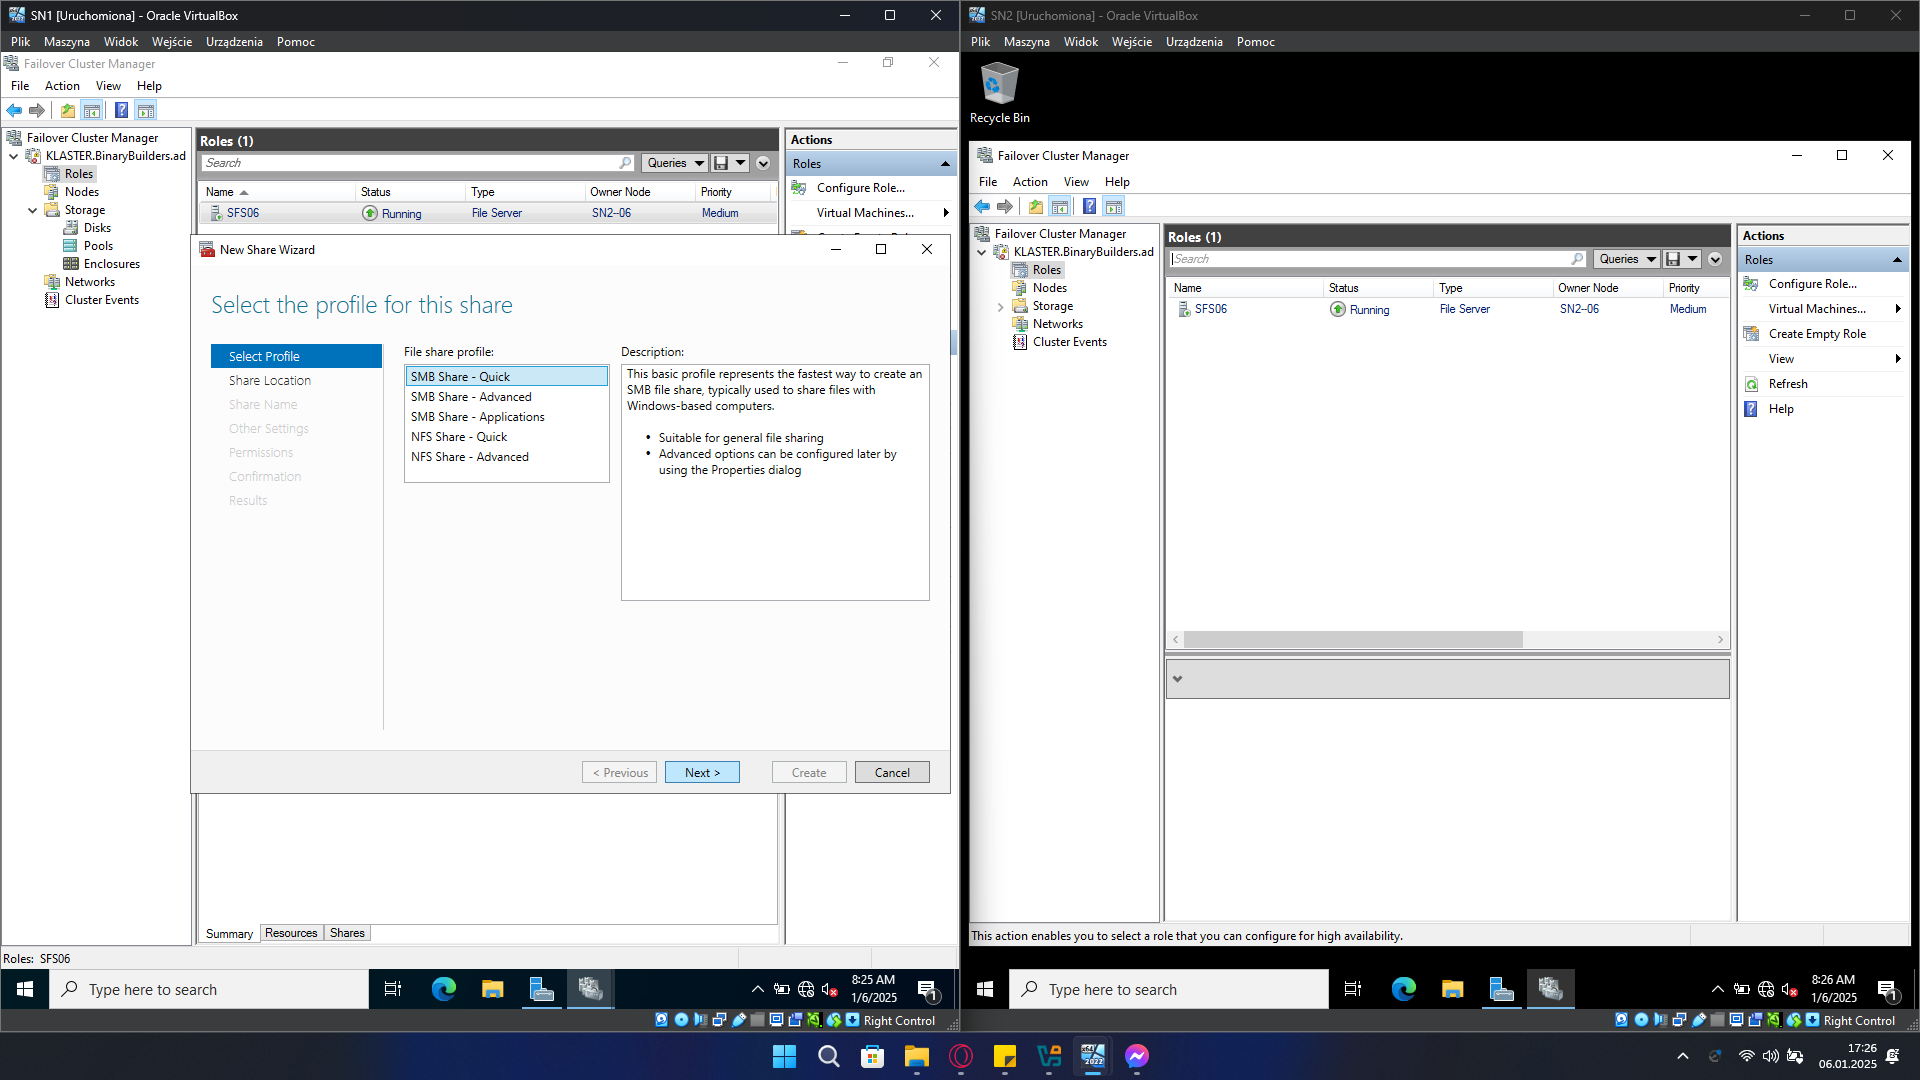 SN1 [Uruchomiona] - Oracle VirtualBox
Plik Maszyna Widok Wejście Urządzenia Pomoc
Failover Cluster Manager
File Action View Help
Failover Cluster Manager
KLASTER.BinaryBuilders.ad
Roles
Nodes
Storage
Disks
Pools
Enclosures
Networks
Cluster Events
Roles (1)
Search
Queries
Name Status Type Owner Node Priority
SFS06 Running File Server SN2--06 Medium
Actions
Roles
Configure Role...
Virtual Machines...
New Share Wizard
Select the profile for this share
Select Profile
Share Location
Share Name
Other Settings
Permissions
Confirmation
Results
File share profile:
SMB Share - Quick
SMB Share - Advanced
SMB Share - Applications
NFS Share - Quick
NFS Share - Advanced
Description:
This basic profile represents the fastest way to create an
SMB file share, typically used to share files with
Windows-based computers.
• Suitable for general file sharing
• Advanced options can be configured later by
using the Properties dialog
< Previous Next > Create Cancel
Summary Resources Shares
Roles: SFS06
Type here to search
8:25 AM
1/6/2025
1
Right Control
SN2 [Uruchomiona] - Oracle VirtualBox
Plik Maszyna Widok Wejście Urządzenia Pomoc
Recycle Bin
Failover Cluster Manager
File Action View Help
Failover Cluster Manager
KLASTER.BinaryBuilders.ad
Roles
Nodes
Storage
Networks
Cluster Events
Roles (1)
Search
Queries
Name Status Type Owner Node Priority
SFS06 Running File Server SN2--06 Medium
Actions
Roles
Configure Role...
Virtual Machines...
Create Empty Role
View
Refresh
Help
This action enables you to select a role that you can configure for high availability.
Type here to search
8:26 AM
1/6/2025
1
Right Control
17:26
06.01.2025